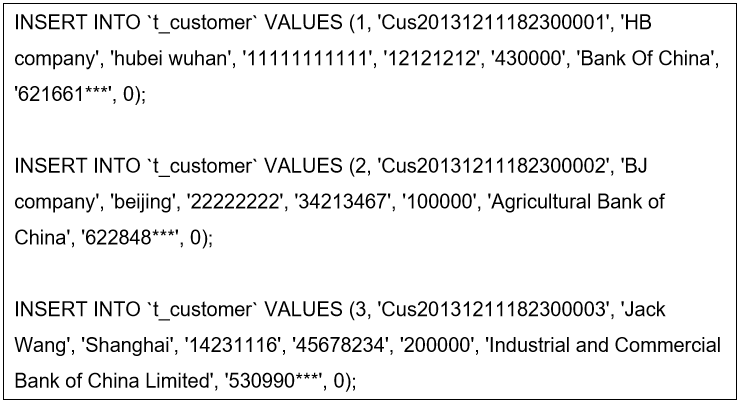 INSERT INTO `t_customer` VALUES (1, 'Cus20131211182300001', 'HB
company', 'hubei wuhan', '11111111111', '12121212', '430000', 'Bank Of China',
'621661***', 0);
INSERT INTO `t_customer` VALUES (2, 'Cus20131211182300002', 'BJ
company', 'beijing', '22222222', '34213467', '100000', 'Agricultural Bank of
China', '622848***', 0);
INSERT INTO `t_customer` VALUES (3, 'Cus20131211182300003', 'Jack
Wang', 'Shanghai', '14231116', '45678234', '200000', 'Industrial and Commercial
Bank of China Limited', '530990***', 0);